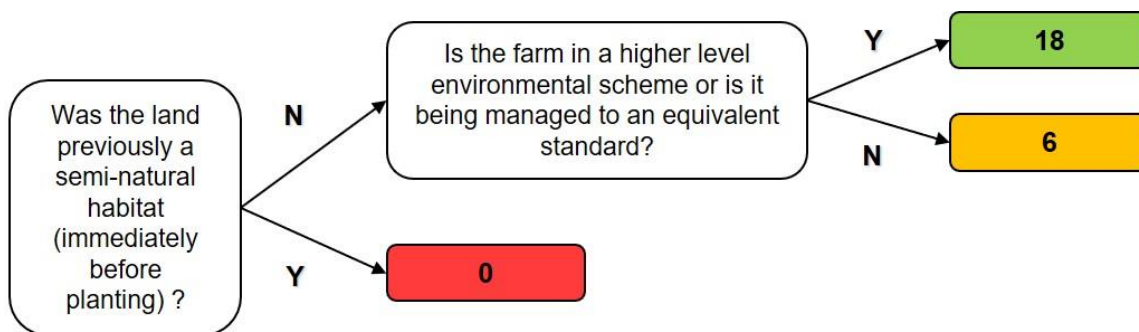 Was the land
previously a
semi-natural
habitat
(immediately
before
planting) ?
N
Y
Is the farm in a higher level
environmental scheme or is it
being managed to an equivalent
standard?
Y
N
18
6
0